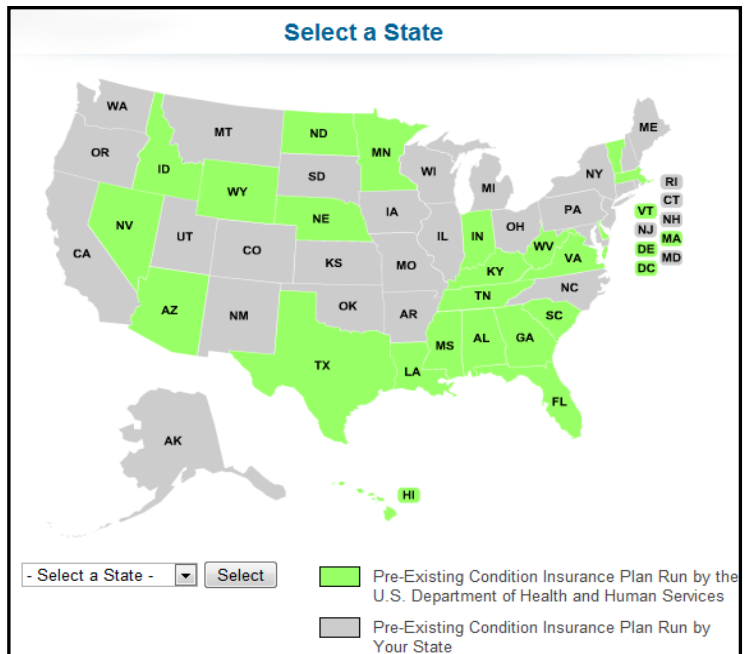 Select a State
WA
MT
ND
MN
ME
OR
ID
WY
SD
WI
MI
NY
RI
CT
VT
NH
NJ
MA
DE
MD
DC
NV
UT
CO
NE
IA
IL
IN
OH
PA
WV
VA
CA
KS
MO
KY
NC
AZ
NM
OK
AR
TN
SC
TX
LA
MS
AL
GA
FL
AK
HI
- Select a State -
Select
Pre-Existing Condition Insurance Plan Run by the
U.S. Department of Health and Human Services
Pre-Existing Condition Insurance Plan Run by
Your State